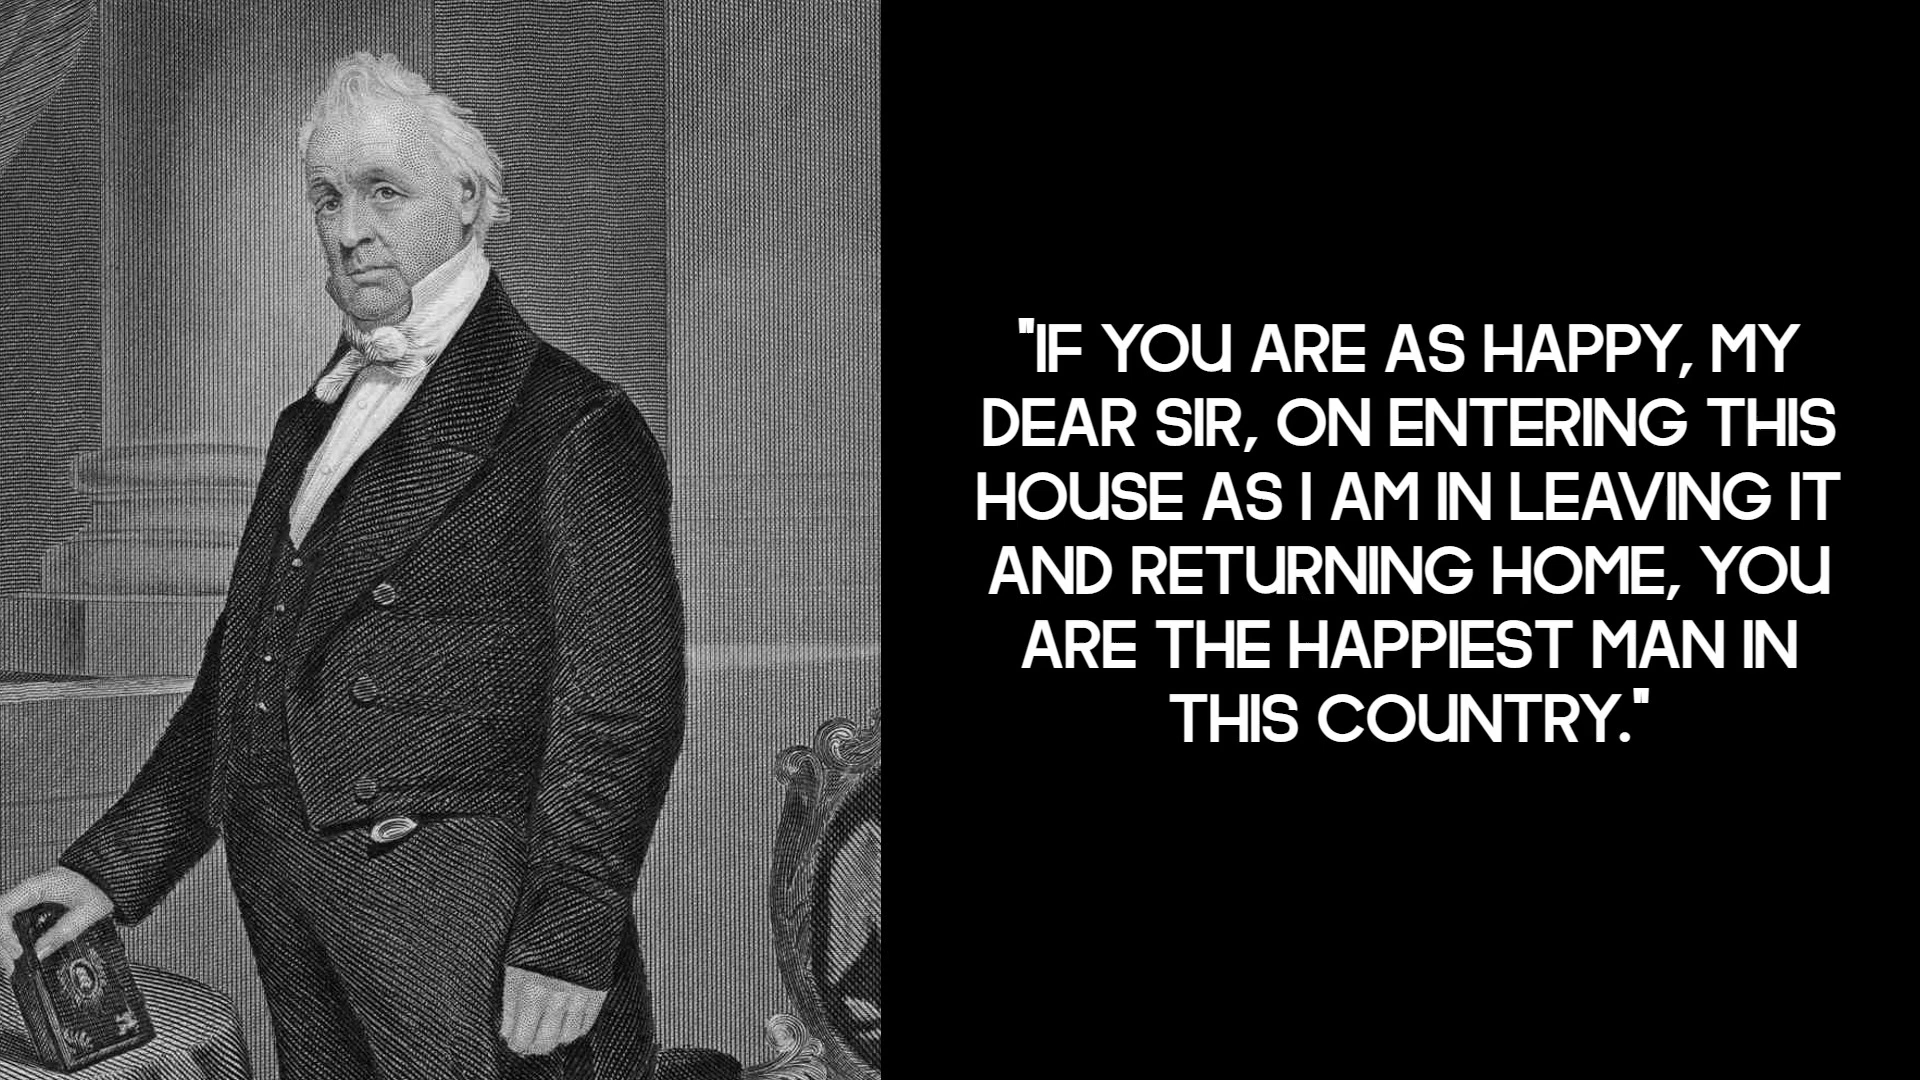 "IF YOU ARE AS HAPPY, MY
DEAR SIR, ON ENTERING THIS
HOUSE AS I AM IN LEAVING IT
AND RETURNING HOME, YOU
ARE THE HAPPIEST MAN IN
THIS COUNTRY."